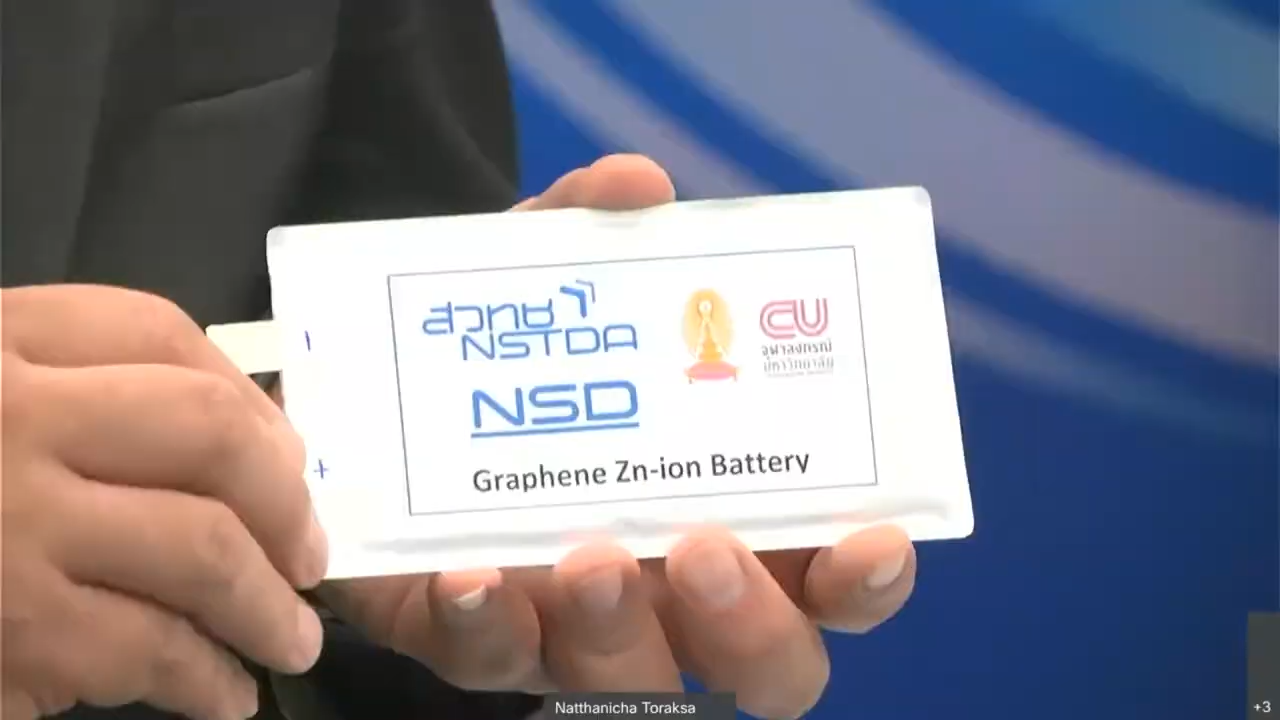 สวทช
NSTDA
NSD
CU
จุฬาลงกรณ์
มหาวิทยาลัย
-
+
Graphene Zn-ion Battery
Natthanicha Toraksa
+3